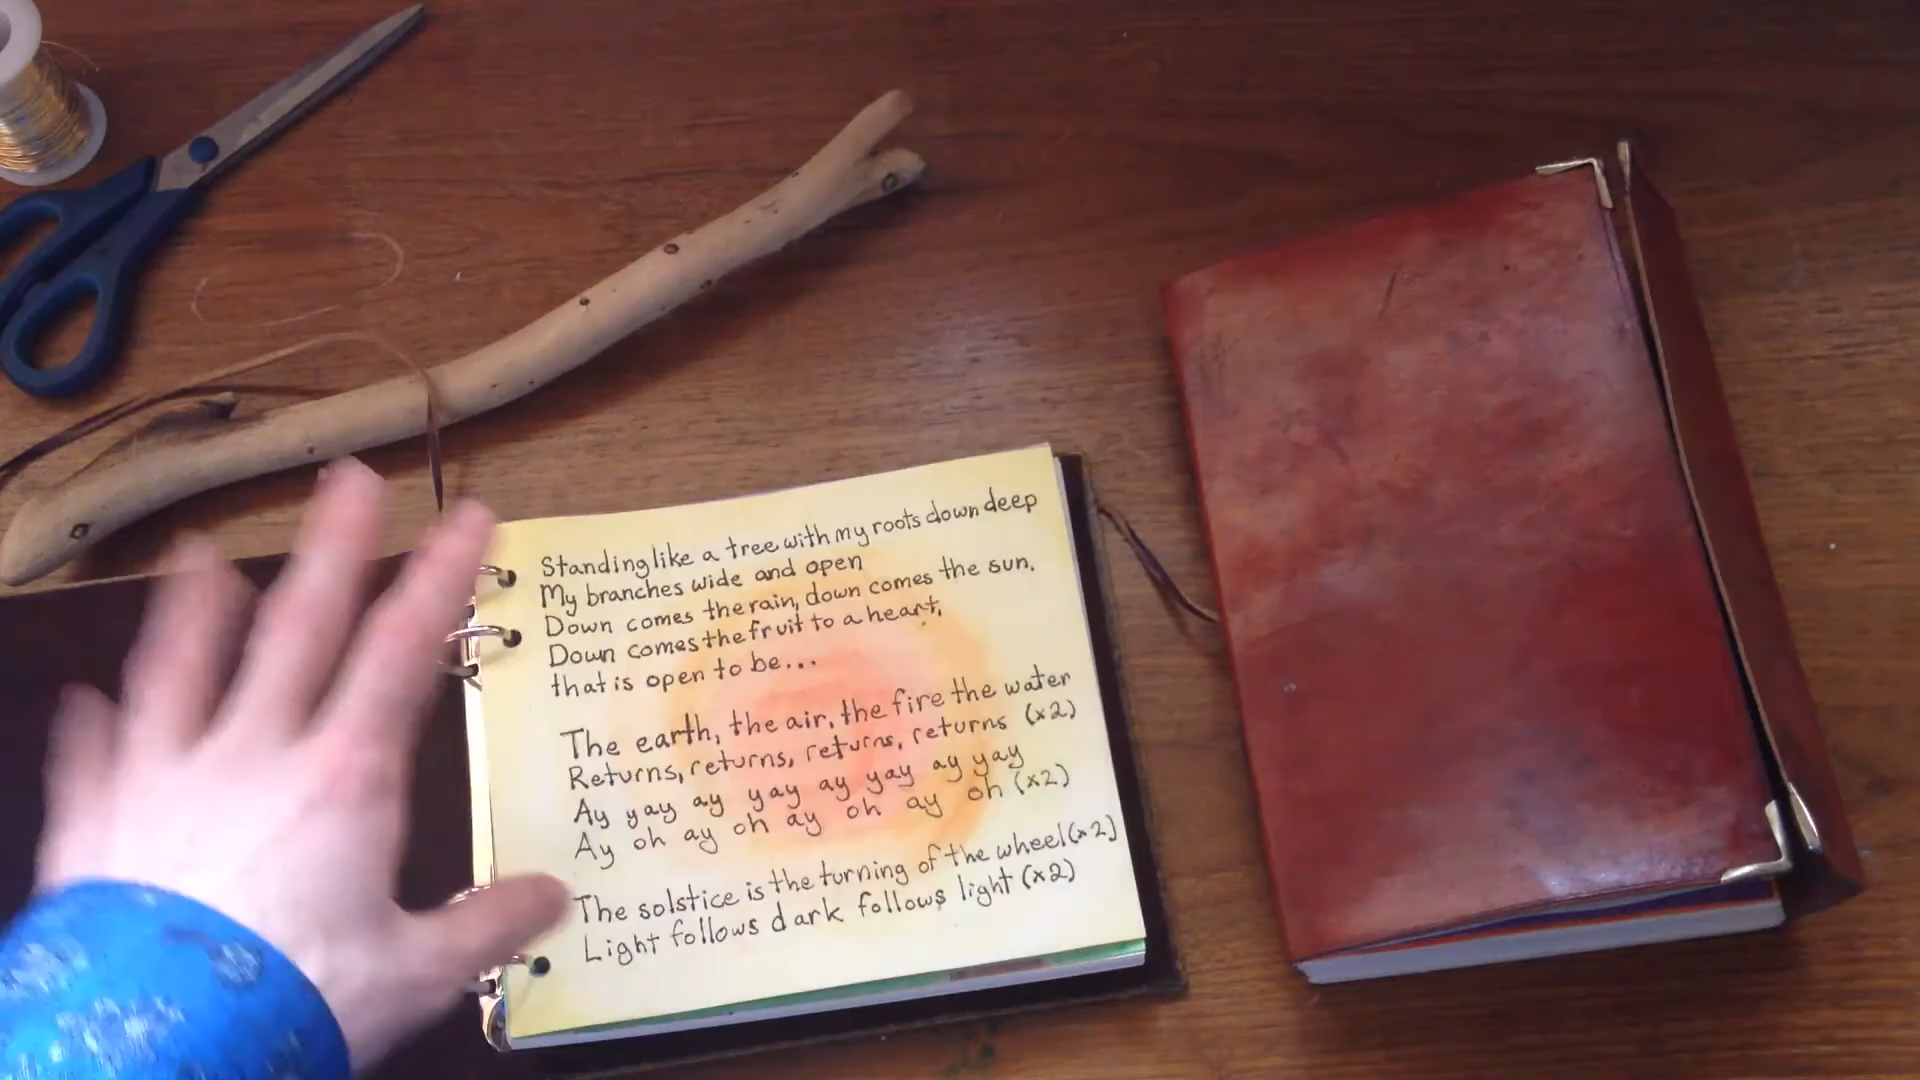 Standing like a tree with my roots down deep
My branches wide and open
Down comes the rain, down comes the sun.
Down comes the fruit to a heart,
that is open to be...
The earth, the air, the fire the water
Returns, returns, returns, returns (x2)
Ay yay ay yay ay yay ay yay
Ay oh ay oh ay oh ay oh (x2)
The solstice is the turning of the wheel (x2)
Light follows dark follows light (x2)